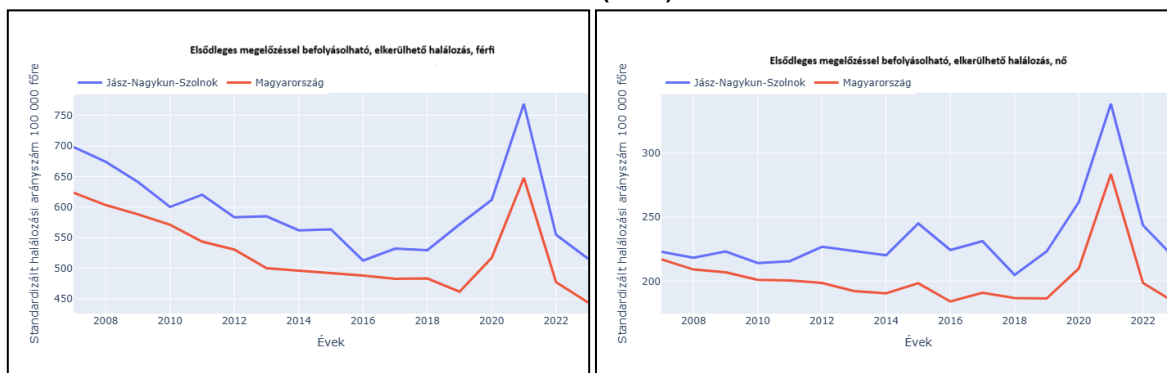 Elsődleges megelőzéssel befolyásolható, elkerülhető halálozás, férfi
Jász-Nagykun-Szolnok
Magyarország
Standardizált halálozási arányszám 100 000 főre
750
700
650
600
550
500
450
2008 2010 2012 2014 2016 2018 2020 2022
Évek
Elsődleges megelőzéssel befolyásolható, elkerülhető halálozás, nő
Jász-Nagykun-Szolnok
Magyarország
Standardizált halálozási arányszám 100 000 főre
300
250
200
2008 2010 2012 2014 2016 2018 2020 2022
Évek